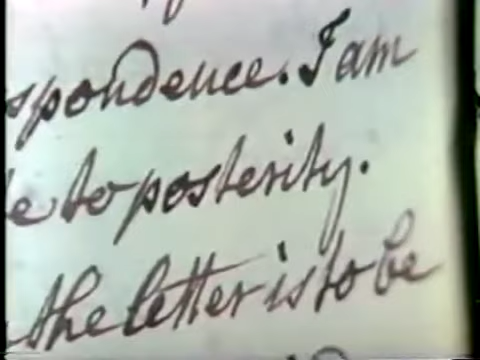 spondence. I am
e to posterity.
the letter is to be